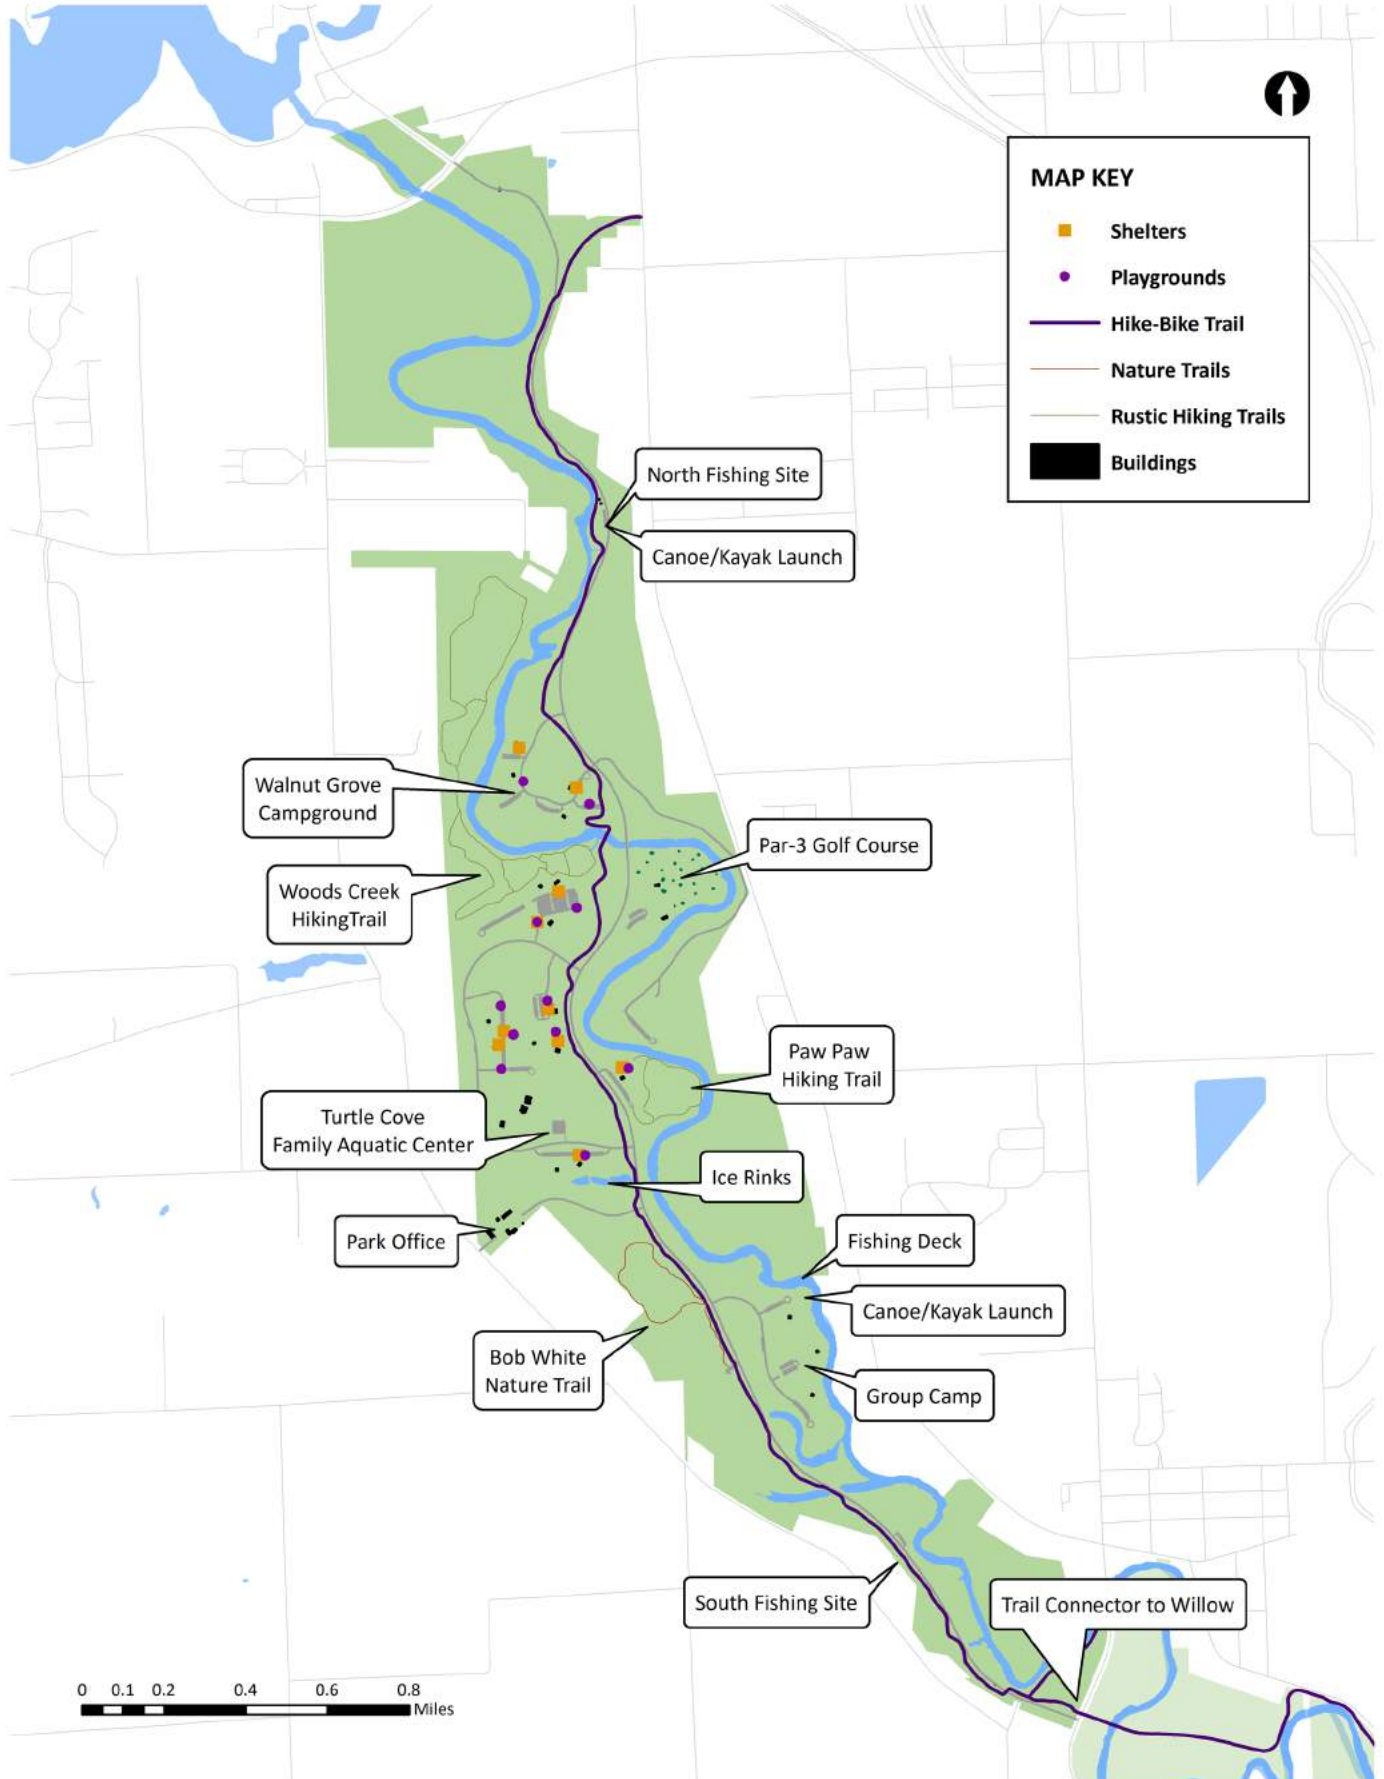 MAP KEY
Shelters
Playgrounds
Hike-Bike Trail
Nature Trails
Rustic Hiking Trails
Buildings
North Fishing Site
Canoe/Kayak Launch
Walnut Grove
Campground
Par-3 Golf Course
Woods Creek
HikingTrail
Paw Paw
Hiking Trail
Turtle Cove
Family Aquatic Center
Ice Rinks
Park Office
Fishing Deck
Canoe/Kayak Launch
Bob White
Nature Trail
Group Camp
South Fishing Site
Trail Connector to Willow
0 0.1 0.2 0.4 0.6 0.8
Miles